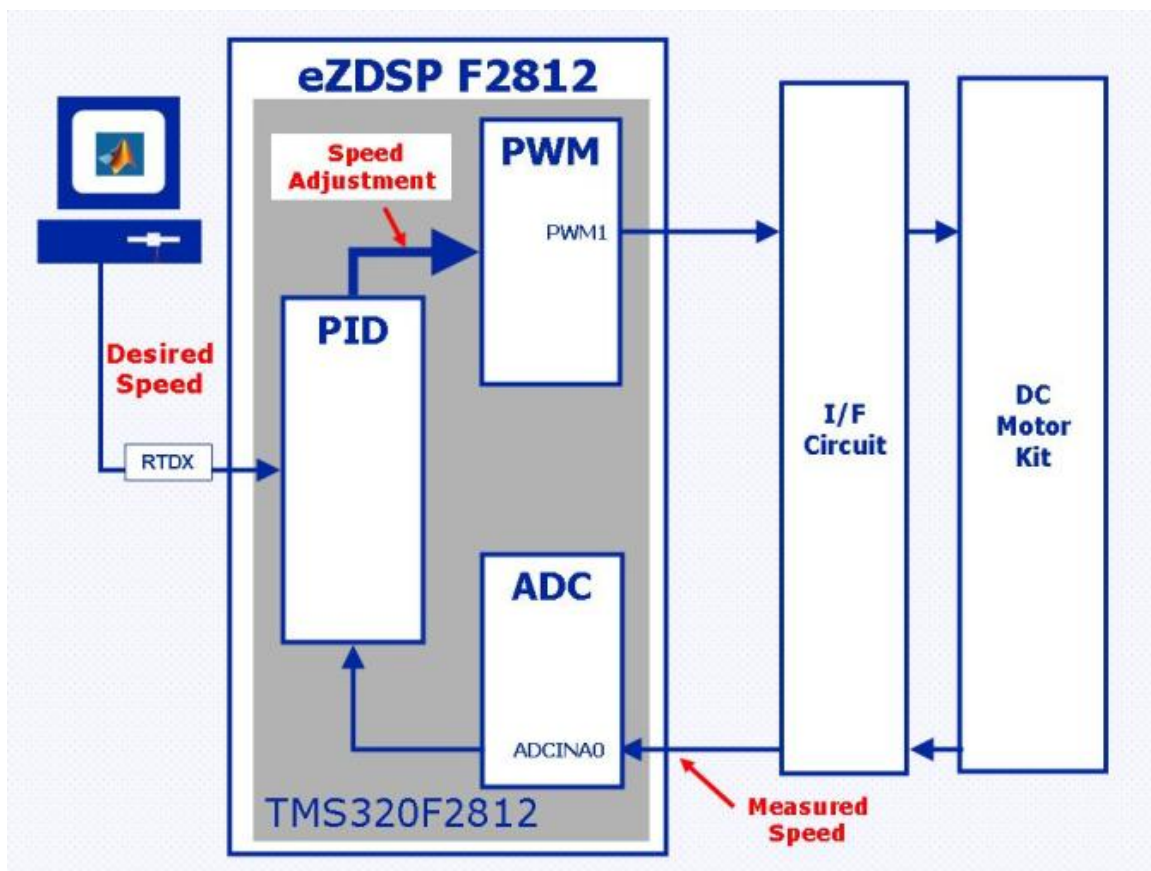 eZDSP F2812
Speed
Adjustment
PWM
PWM1
PID
Desired
Speed
RTDX
I/F
Circuit
DC
Motor
Kit
ADC
ADCINA0
TMS320F2812
Measured
Speed